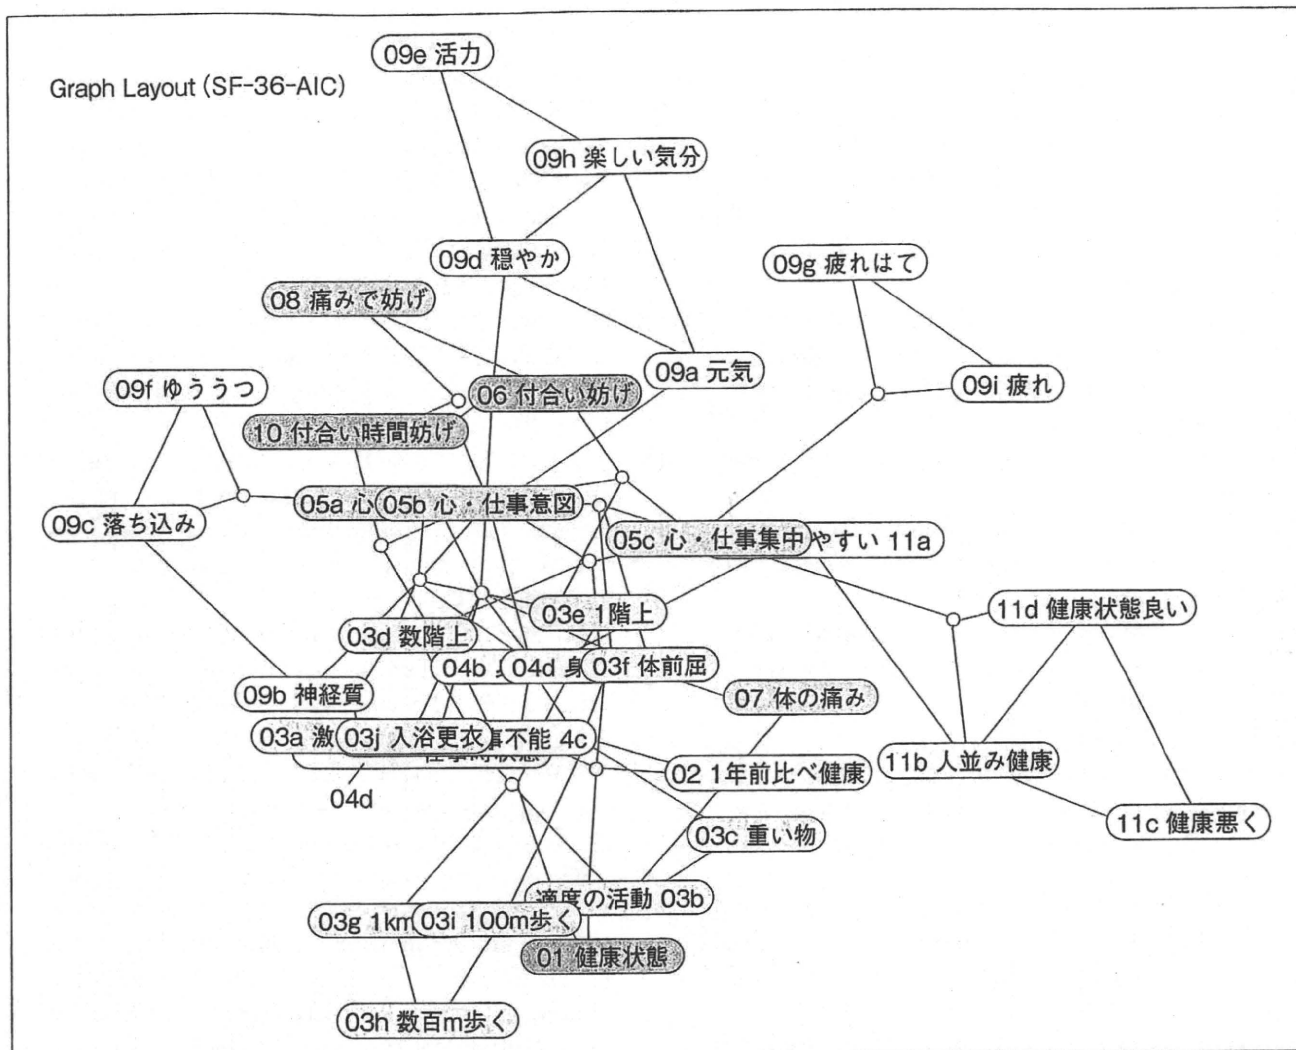 09e 活力
Graph Layout (SF-36-AIC)
09h 楽しい気分
09d 穏やか
09g 疲れはて
08 痛みで妨げ
09a 元気
09i 疲れ
09f ゆううつ
06 付合い妨げ
10 付合い時間妨げ
05a 心
05b 心・仕事意図
09c 落ち込み
05c 心・仕事集中
やすい 11a
03e 1階上
11d 健康状態良い
03d 数階上
04b
04d 身
03f 体前屈
09b 神経質
07 体の痛み
03a 激
03j 入浴更衣
事不能 4c
11b 人並み健康
02 1年前比べ健康
04d
11c 健康悪く
03c 重い物
適度の活動 03b
03g 1km
03i 100m歩く
01 健康状態
03h 数百m歩く